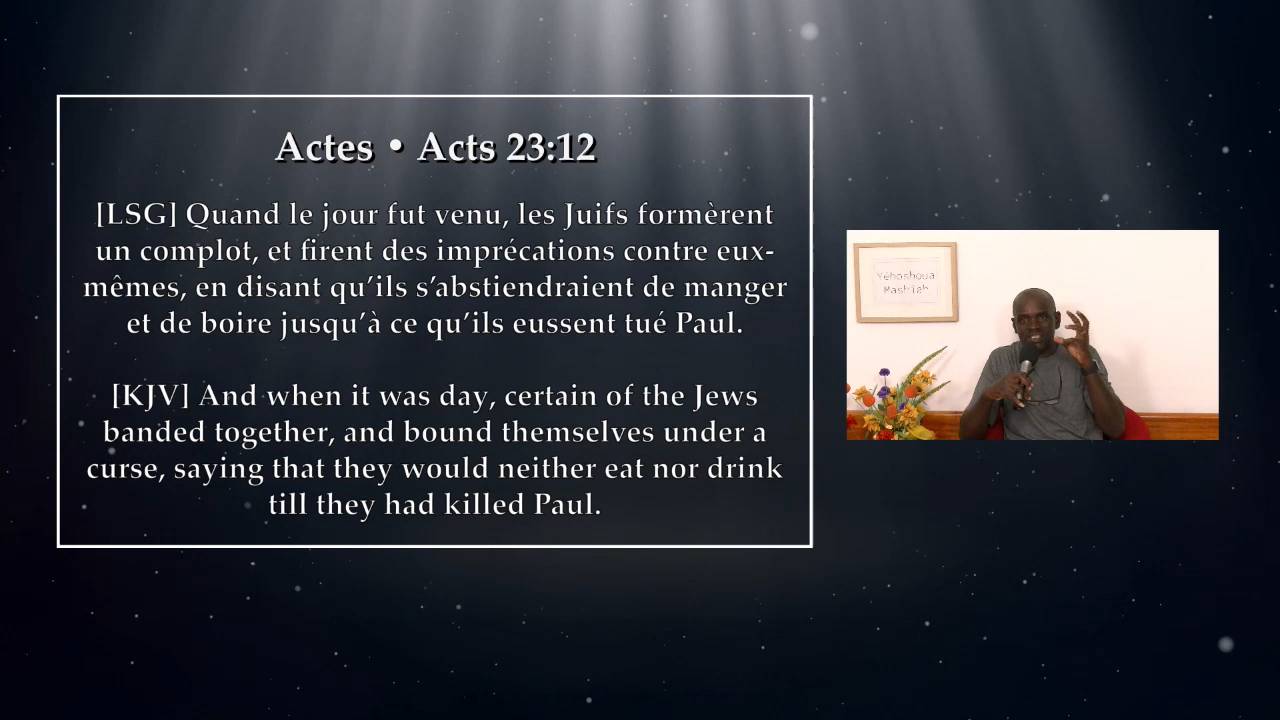 Actes • Acts 23:12
[LSG] Quand le jour fut venu, les Juifs formèrent
un complot, et firent des imprécations contre eux-
mêmes, en disant qu’ils s’abstiendraient de manger
et de boire jusqu’à ce qu’ils eussent tué Paul.
[KJV] And when it was day, certain of the Jews
banded together, and bound themselves under a
curse, saying that they would neither eat nor drink
till they had killed Paul.
Yéhoshoua
Mashiah